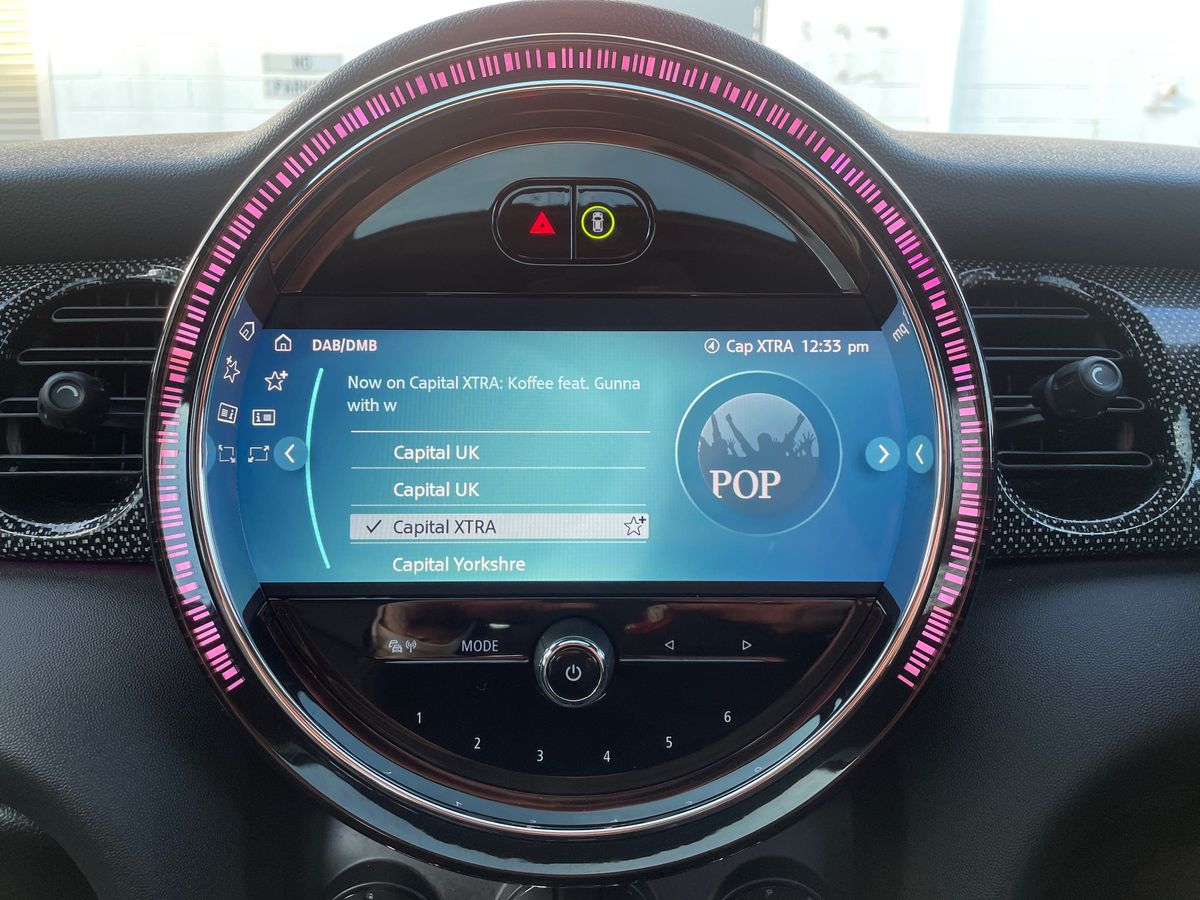 NO
PARKING
DAB/DMB
Cap XTRA 12:33 pm
Now on Capital XTRA: Koffee feat. Gunna
with w
Capital UK
Capital UK
Capital XTRA
Capital Yorkshire
POP
MODE
1
2
3
4
5
6